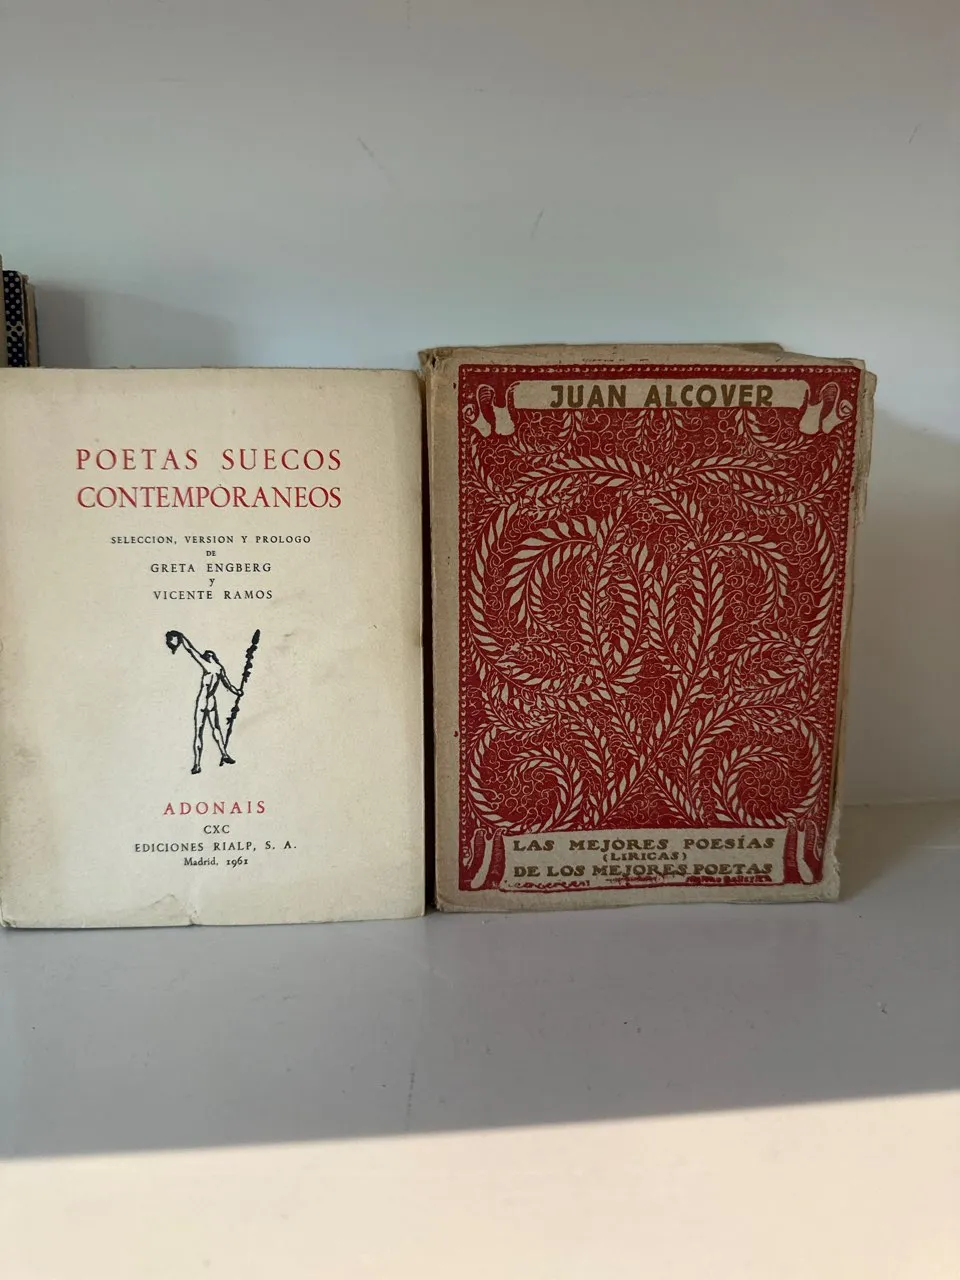 POETAS SUECOS
CONTEMPORANEOS
SELECCION, VERSION Y PROLOGO
DE
GRETA ENGBERG
y
VICENTE RAMOS
ADONAIS
CXC
EDICIONES RIALP, S. A.
Madrid, 1961
JUAN ALCOVER
LAS MEJORES POESÍAS
(LIRICAS)
DE LOS MEJORES POETAS